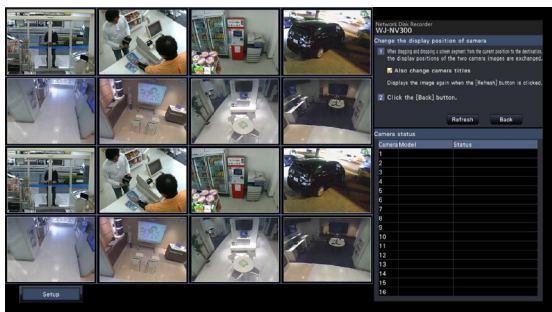 Network Disk Recorder
WJ-NV300
Change the display position of camera
1 When dragging and dropping a screen segment from the current position to the destination,
the display positions of the two camera images are exchanged.
Also change camera titles
Displays the image again when the [Refresh] button is clicked.
2 Click the [Back] button.
Refresh Back
Camera status
Camera Model Status
1
2
3
4
5
6
7
8
9
10
11
12
13
14
15
16
Setup